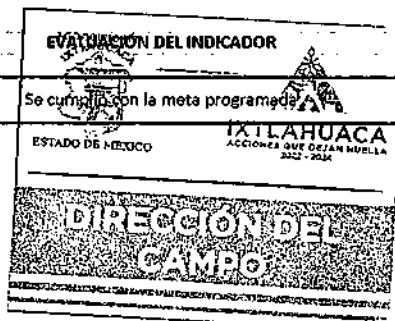 EVALUACIÓN DEL INDICADOR
Se cumplió con la meta programada
ESTADO DE MÉXICO
IXTLAHUACA
ACCIONES QUE DEJAN HUELLA
2022 - 2024
DIRECCIÓN DEL
CAMPO